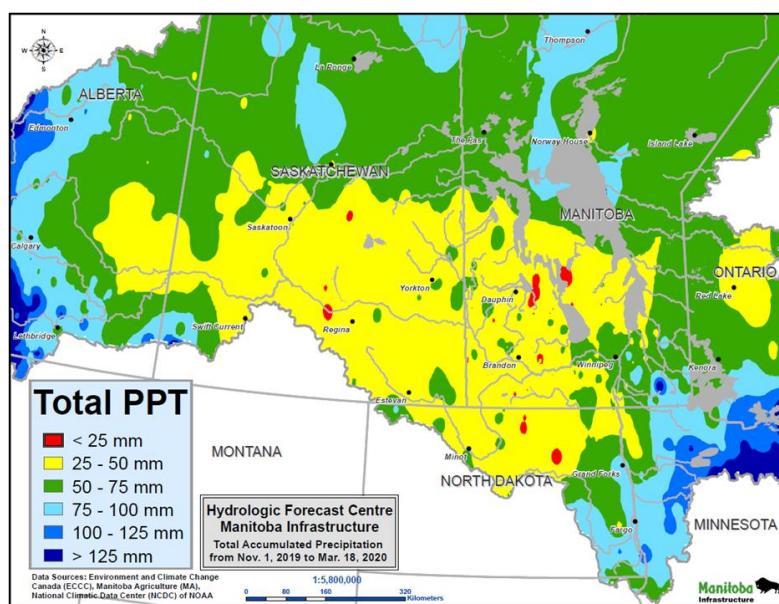 N
W E
S
Thompson
La Ronge
ALBERTA
Edmonton
The Pas
Norway House
Island Lake
SASKATCHEWAN
Saskatoon
MANITOBA
Calgary
ONTARIO
Yorkton
Dauphin
Red Lake
Lethbridge
Swift Current
Regina
Brandon
Winnipeg
Kenora
Estevan
MONTANA
Minot
NORTH DAKOTA
Grand Forks
Fargo
MINNESOTA
Total PPT
< 25 mm
25 - 50 mm
50 - 75 mm
75 - 100 mm
100 - 125 mm
> 125 mm
Hydrologic Forecast Centre
Manitoba Infrastructure
Total Accumulated Precipitation
from Nov. 1, 2019 to Mar. 18, 2020
Data Sources: Environment and Climate Change
Canada (ECCC), Manitoba Agriculture (MA),
National Climatic Data Center (NCDC) of NOAA
1:5,800,000
0 80 160 320
Kilometers
Manitoba
Infrastructure